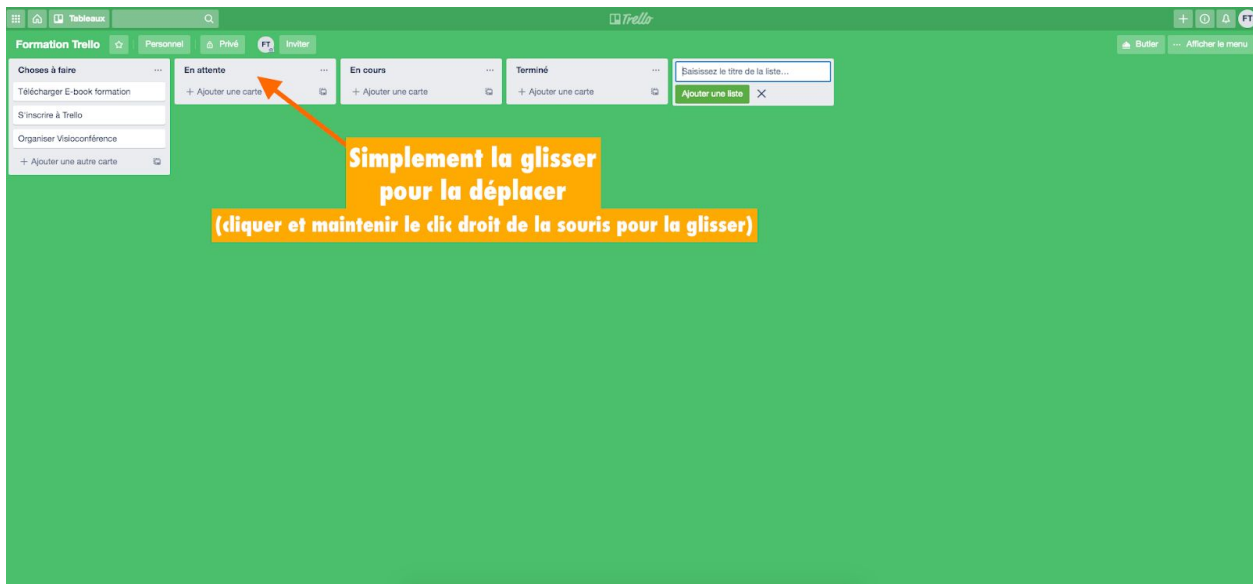 Tableaux
Trello
FT
Formation Trello
Personnel
Privé
FT
Inviter
Butler
... Afficher le menu
Choses à faire ...
Télécharger E-book formation
S'inscrire à Trello
Organiser Visioconférence
+ Ajouter une autre carte
En attente ...
+ Ajouter une carte
En cours ...
+ Ajouter une carte
Terminé ...
+ Ajouter une carte
Saisissez le titre de la liste...
Ajouter une liste
Simplement la glisser
pour la déplacer
(cliquer et maintenir le clic droit de la souris pour la glisser)